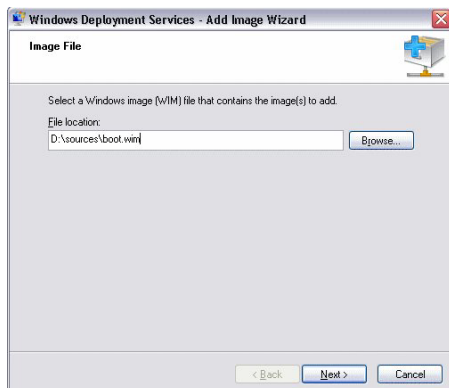 Windows Deployment Services - Add Image Wizard
Image File
Select a Windows image (WIM) file that contains the image(s) to add.
File location:
D:\sources\boot.wim
Browse...
< Back Next > Cancel